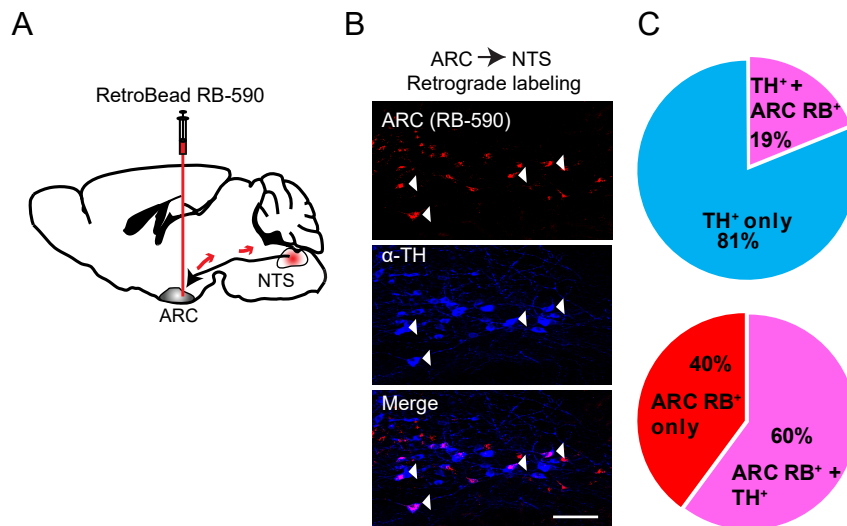 A
RetroBead RB-590
NTS
ARC
B
ARC → NTS
Retrograde labeling
ARC (RB-590)
α-TH
Merge
C
TH⁺ +
ARC RB⁺
19%
TH⁺ only
81%
40%
ARC RB⁺
only
60%
ARC RB⁺ +
TH⁺